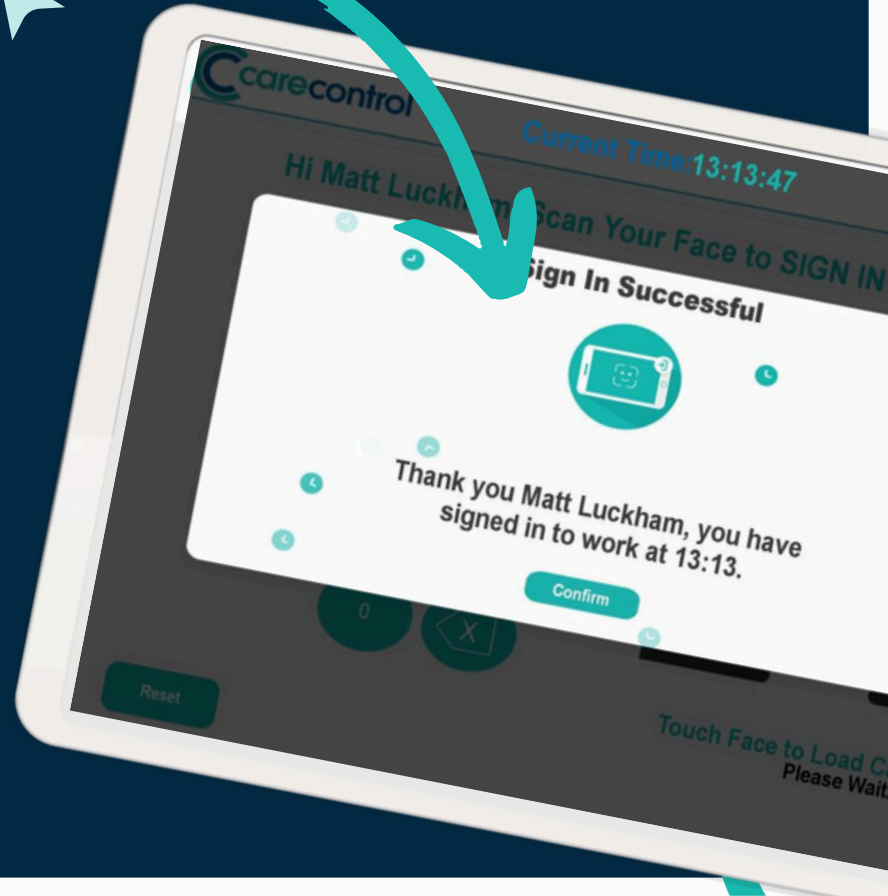 carecontrol
Current Time:13:13:47
Hi Matt Luckham Scan Your Face to SIGN IN
Sign In Successful
Thank you Matt Luckham, you have
signed in to work at 13:13.
Confirm
0
X
Reset
Touch Face to Load Ca
Please Wait.